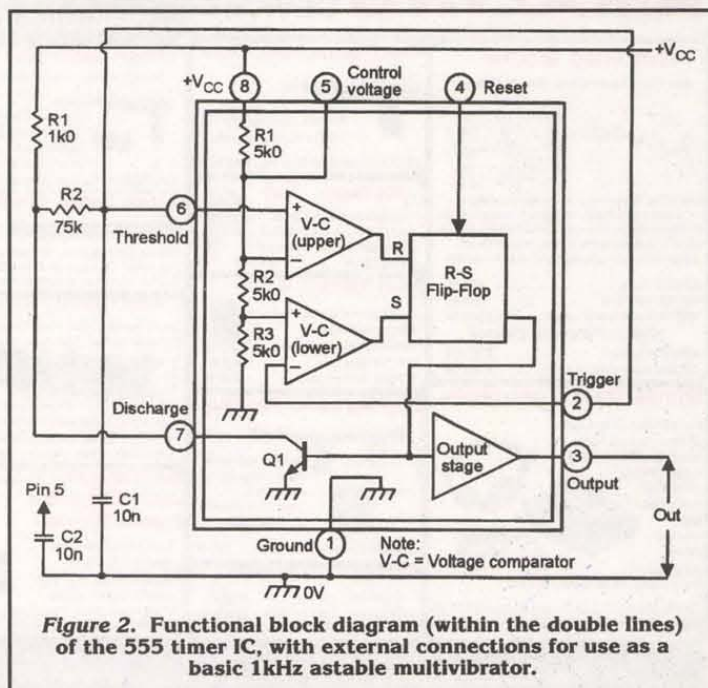 +VCC
+VCC
8
5
Control
voltage
4
Reset
R1
1k0
R1
5k0
R2
75k
6
Threshold
+
V-C
(upper)
−
R
R-S
Flip-Flop
R2
5k0
S
+
V-C
(lower)
−
R3
5k0
Trigger
2
Discharge
7
Q1
Output
stage
3
Output
Pin 5
C1
10n
C2
10n
Out
Ground
1
Note:
V-C = Voltage comparator
0V
Figure 2. Functional block diagram (within the double lines)
of the 555 timer IC, with external connections for use as a
basic 1kHz astable multivibrator.